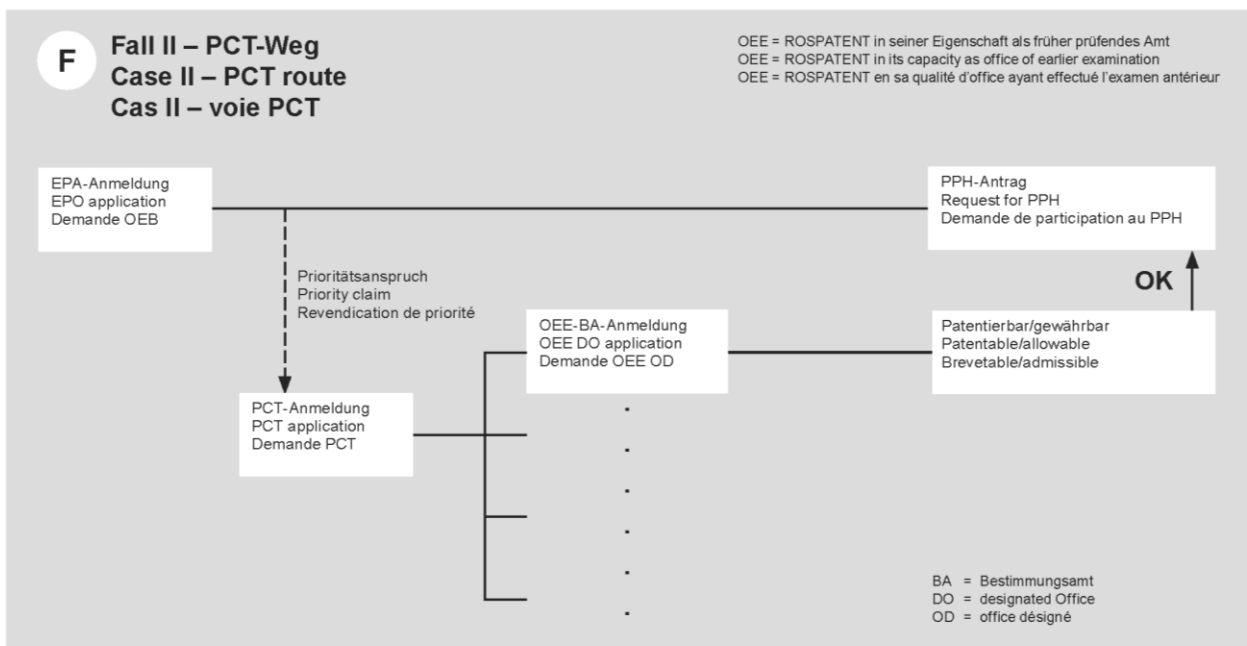 F
Fall II – PCT-Weg
Case II – PCT route
Cas II – voie PCT
OEE = ROSPATENT in seiner Eigenschaft als früher prüfendes Amt
OEE = ROSPATENT in its capacity as office of earlier examination
OEE = ROSPATENT en sa qualité d'office ayant effectué l'examen antérieur
EPA-Anmeldung
EPO application
Demande OEB
PPH-Antrag
Request for PPH
Demande de participation au PPH
Prioritätsanspruch
Priority claim
Revendication de priorité
OK
OEE-BA-Anmeldung
OEE DO application
Demande OEE OD
Patentierbar/gewährbar
Patentable/allowable
Brevetable/admissible
PCT-Anmeldung
PCT application
Demande PCT
BA = Bestimmungsamt
DO = designated Office
OD = office désigné